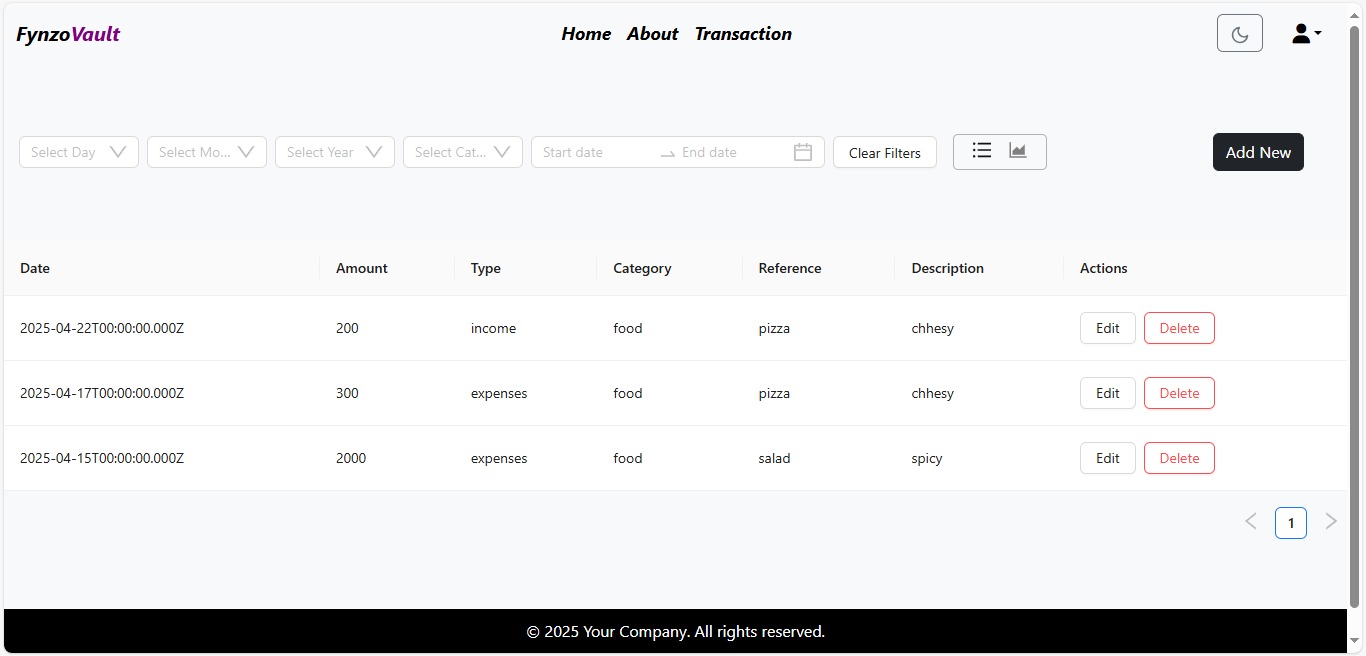 FynzoVault Home About Transaction
Select Day Select Mo... Select Year Select Cat... Start date End date Clear Filters Add New
Date Amount Type Category Reference Description Actions
2025-04-22T00:00:00.000Z 200 income food pizza chhesy Edit Delete
2025-04-17T00:00:00.000Z 300 expenses food pizza chhesy Edit Delete
2025-04-15T00:00:00.000Z 2000 expenses food salad spicy Edit Delete
1
© 2025 Your Company. All rights reserved.